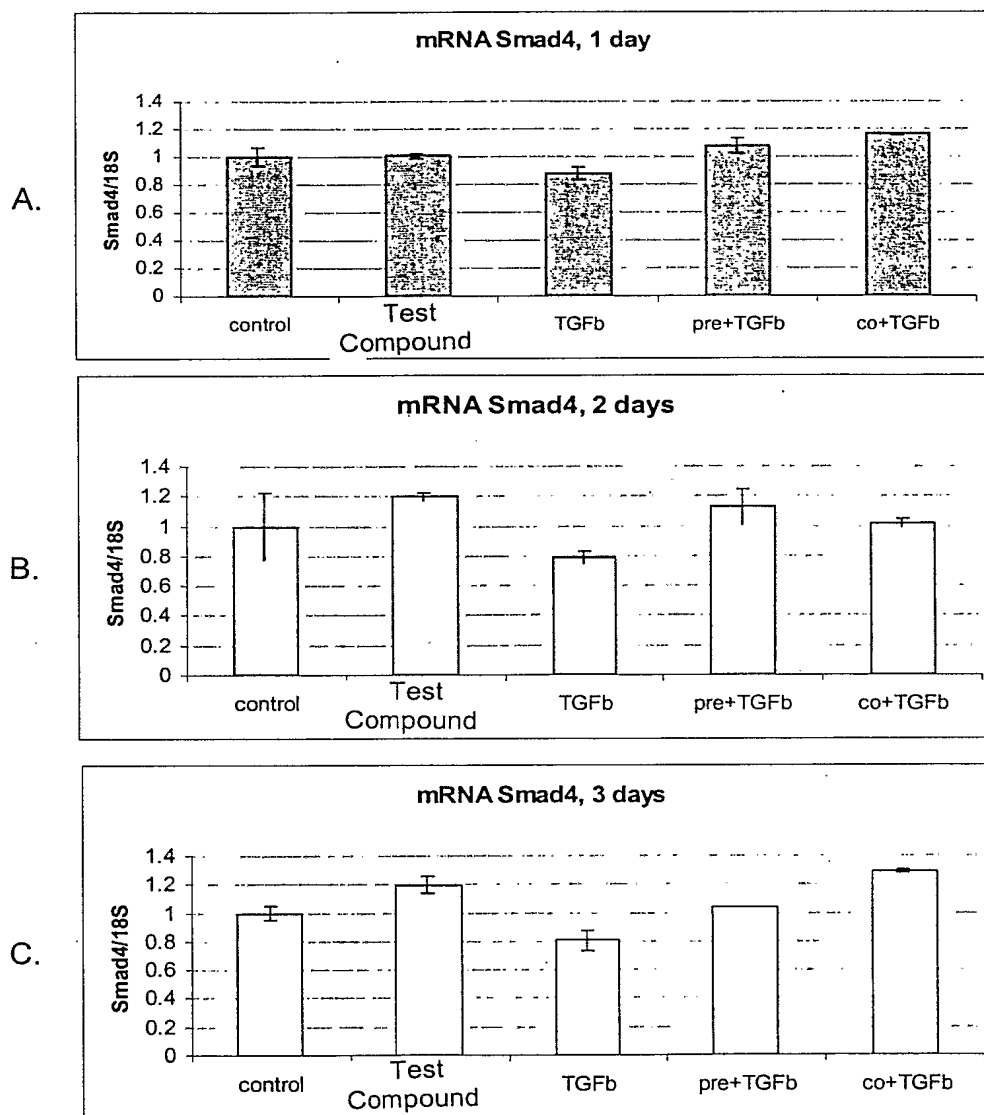 A.
mRNA Smad4, 1 day
Smad4/18S
1.4
1.2
1
0.8
0.6
0.4
0.2
0
control
Test
Compound
TGFb
pre+TGFb
co+TGFb
B.
mRNA Smad4, 2 days
Smad4/18S
1.4
1.2
1
0.8
0.6
0.4
0.2
0
control
Test
Compound
TGFb
pre+TGFb
co+TGFb
C.
mRNA Smad4, 3 days
Smad4/18S
1.4
1.2
1
0.8
0.6
0.4
0.2
0
control
Test
Compound
TGFb
pre+TGFb
co+TGFb